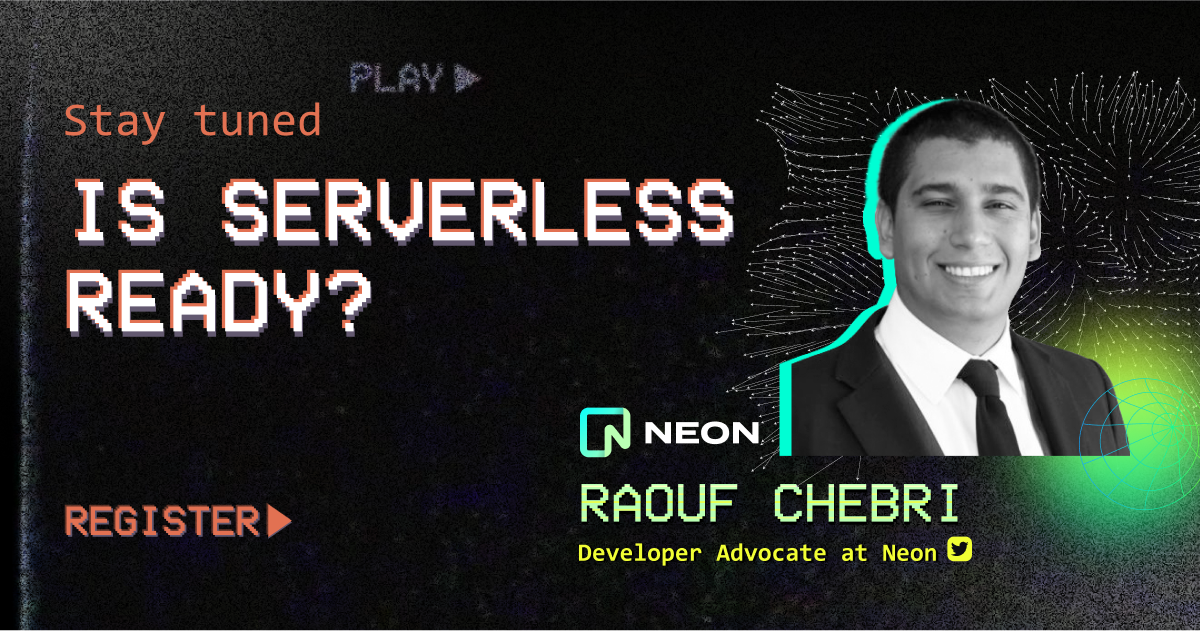 PLAY
Stay tuned
IS SERVERLESS
READY?
NEON
RAOUF CHEBRI
REGISTER
Developer Advocate at Neon